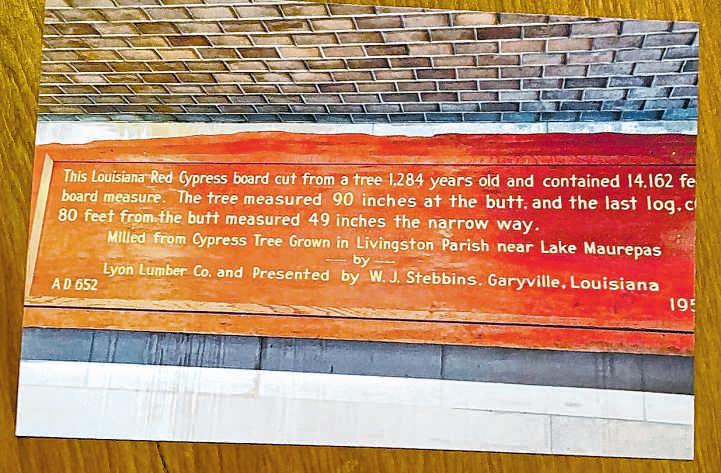 This Louisiana Red Cypress board cut from a tree 1,284 years old and contained 14,162 fe
board measure. The tree measured 90 inches at the butt, and the last log, c
80 feet from the butt measured 49 inches the narrow way.
Milled from Cypress Tree Grown in Livingston Parish near Lake Maurepas
— by —
Lyon Lumber Co. and Presented by W. J. Stebbins, Garyville, Louisiana
A D 652
195